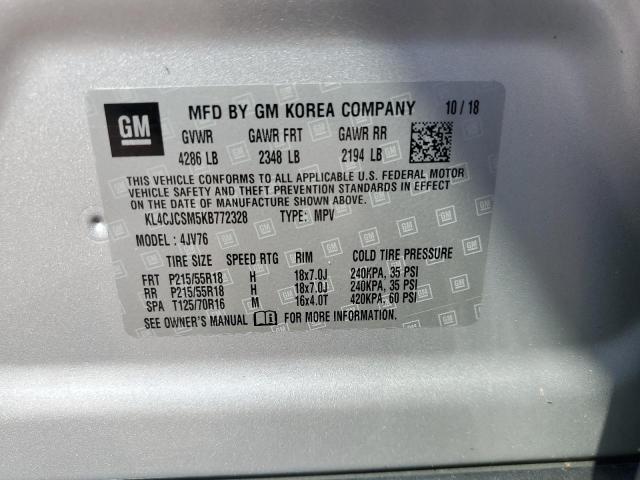 GM MFD BY GM KOREA COMPANY 10 / 18
GVWR GAWR FRT GAWR RR
4286 LB 2348 LB 2194 LB
THIS VEHICLE CONFORMS TO ALL APPLICABLE U.S. FEDERAL MOTOR
VEHICLE SAFETY AND THEFT PREVENTION STANDARDS IN EFFECT ON
THE DATE OF MANUFACTURE SHOWN ABOVE.
KL4CJCSM5KB772328 TYPE: MPV
MODEL : 4JV76
TIRE SIZE SPEED RTG RIM COLD TIRE PRESSURE
FRT P215/55R18 H 18x7.0J 240KPA, 35 PSI
RR P215/55R18 H 18x7.0J 240KPA, 35 PSI
SPA T125/70R16 M 16x4.0T 420KPA, 60 PSI
SEE OWNER'S MANUAL FOR MORE INFORMATION.